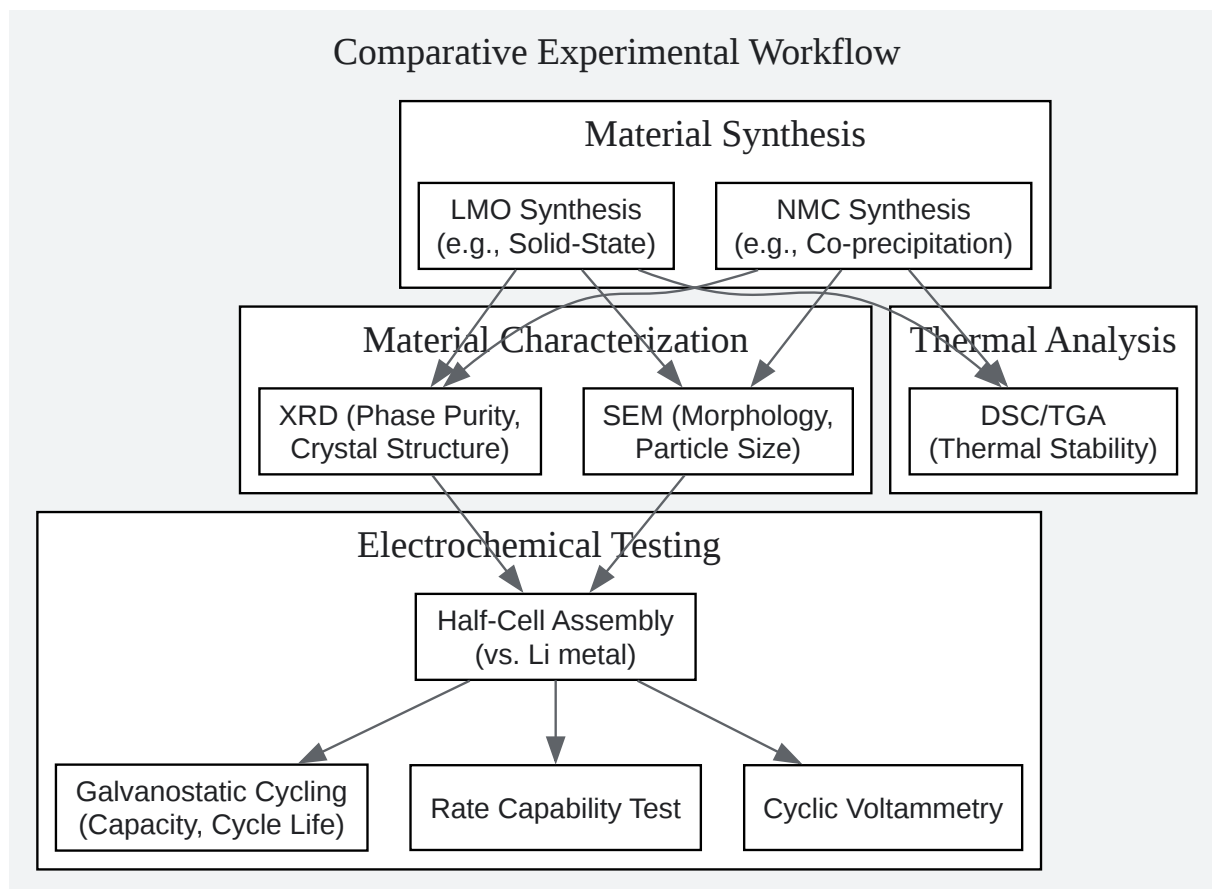 Comparative Experimental Workflow
Material Synthesis
LMO Synthesis
(e.g., Solid-State)
NMC Synthesis
(e.g., Co-precipitation)
Material Characterization
Thermal Analysis
XRD (Phase Purity,
Crystal Structure)
SEM (Morphology,
Particle Size)
DSC/TGA
(Thermal Stability)
Electrochemical Testing
Half-Cell Assembly
(vs. Li metal)
Galvanostatic Cycling
(Capacity, Cycle Life)
Rate Capability Test
Cyclic Voltammetry